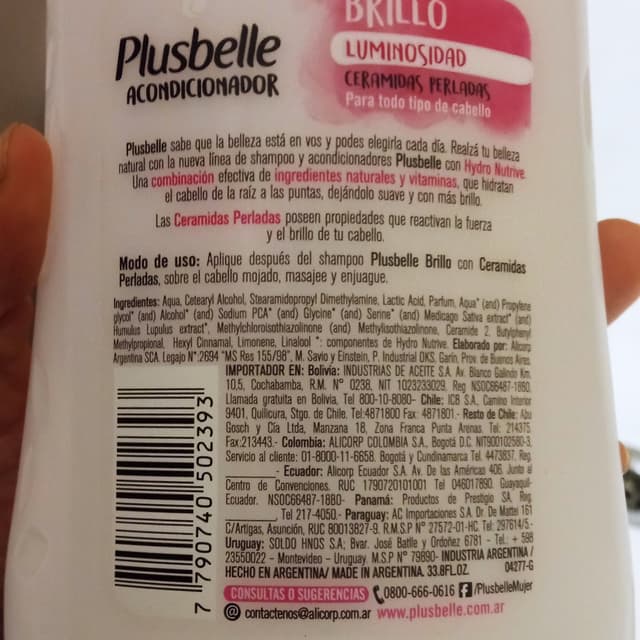 BRILLO
Plusbelle
LUMINOSIDAD
ACONDICIONADOR
CERAMIDAS PERLADAS
Para todo tipo de cabello
Plusbelle sabe que la belleza está en vos y podes elegirla cada día. Realzá tu belleza
natural con la nueva línea de shampoo y acondicionadores Plusbelle con Hydro Nutrive.
Una combinación efectiva de ingredientes naturales y vitaminas, que hidratan
el cabello de la raíz a las puntas, dejándolo suave y con más brillo.
Las Ceramidas Perladas poseen propiedades que reactivan la fuerza
y el brillo de tu cabello.
Modo de uso: Aplique después del shampoo Plusbelle Brillo con Ceramidas
Perladas, sobre el cabello mojado, masajee y enjuague.
Ingredientes: Aqua, Cetearyl Alcohol, Stearamidopropyl Dimethylamine, Lactic Acid, Parfum, Aqua* (and) Propylene
glycol* (and) Alcohol* (and) Sodium PCA* (and) Glycine* (and) Serine* (and) Medicago Sativa extract* (and)
Humulus Lupulus extract*, Methylchloroisothiazolinone (and) Methylisothiazolinone, Ceramide 2, Butylphenyl
Methylpropional, Hexyl Cinnamal, Limonene, Linalool *: componentes de Hydro Nutrive. Elaborado por: Alicorp
Argentina SCA. Legajo N° 2694 "MS Res 155/98". M. Savio y Einstein, P. Industrial OKS, Garín, Prov. de Buenos Aires.
IMPORTADOR EN: Bolivia: INDUSTRIAS DE ACEITE S.A. Av. Blanco Galindo Km.
10,5, Cochabamba, R.M. N° 0238, NIT 1023233029, Reg NSOC86487-1880.
Llamada gratuita en Bolivia, Tel 800-10-8080- Chile: ICB S.A., Camino Interior
9401, Quilicura, Stgo. de Chile. Tel:4871800 Fax: 4871801.- Resto de Chile: Abu
Gosch y Cía Ltda, Manzana 18, Zona Franca Punta Arenas. Tel: 214375.
Fax:213443.- Colombia: ALICORP COLOMBIA S.A., Bogotá D.C. NIT900102580-3.
Servicio al cliente: 01-8000-11-6658. Bogotá y Cundinamarca Tel. 4473837. Reg.
- Ecuador: Alicorp Ecuador S.A. Av. De las Américas 406. Junto al
Centro de Convenciones. RUC 1790720101001 Tel 046017890. Guayaquil-
Ecuador. NSOC66487-1880- Panamá: Productos de Prestigio SA, Reg.
, Tel 217-4050.- Paraguay: AC Importaciones S.A. Dr. De Mattei 161
C/Artigas, Asunción, RUC 80013827-9. R.M.S.P N° 27572-01-HC. Tel: 297614/5.-
Uruguay: SOLDO HNOS S.A; Bvar. José Batlle y Ordoñez 6781 - Tel.: + 598
23550022 – Montevideo - Uruguay. M.S.P N° 79890- INDUSTRIA ARGENTINA /
HECHO EN ARGENTINA/ MADE IN ARGENTINA. 33.8FL.OZ. 04277-G
7 790740 502393
CONSULTAS O SUGERENCIAS 0800-666-0616 /PlusbelleMujer
contactenos@alicorp.com.ar www.plusbelle.com.ar